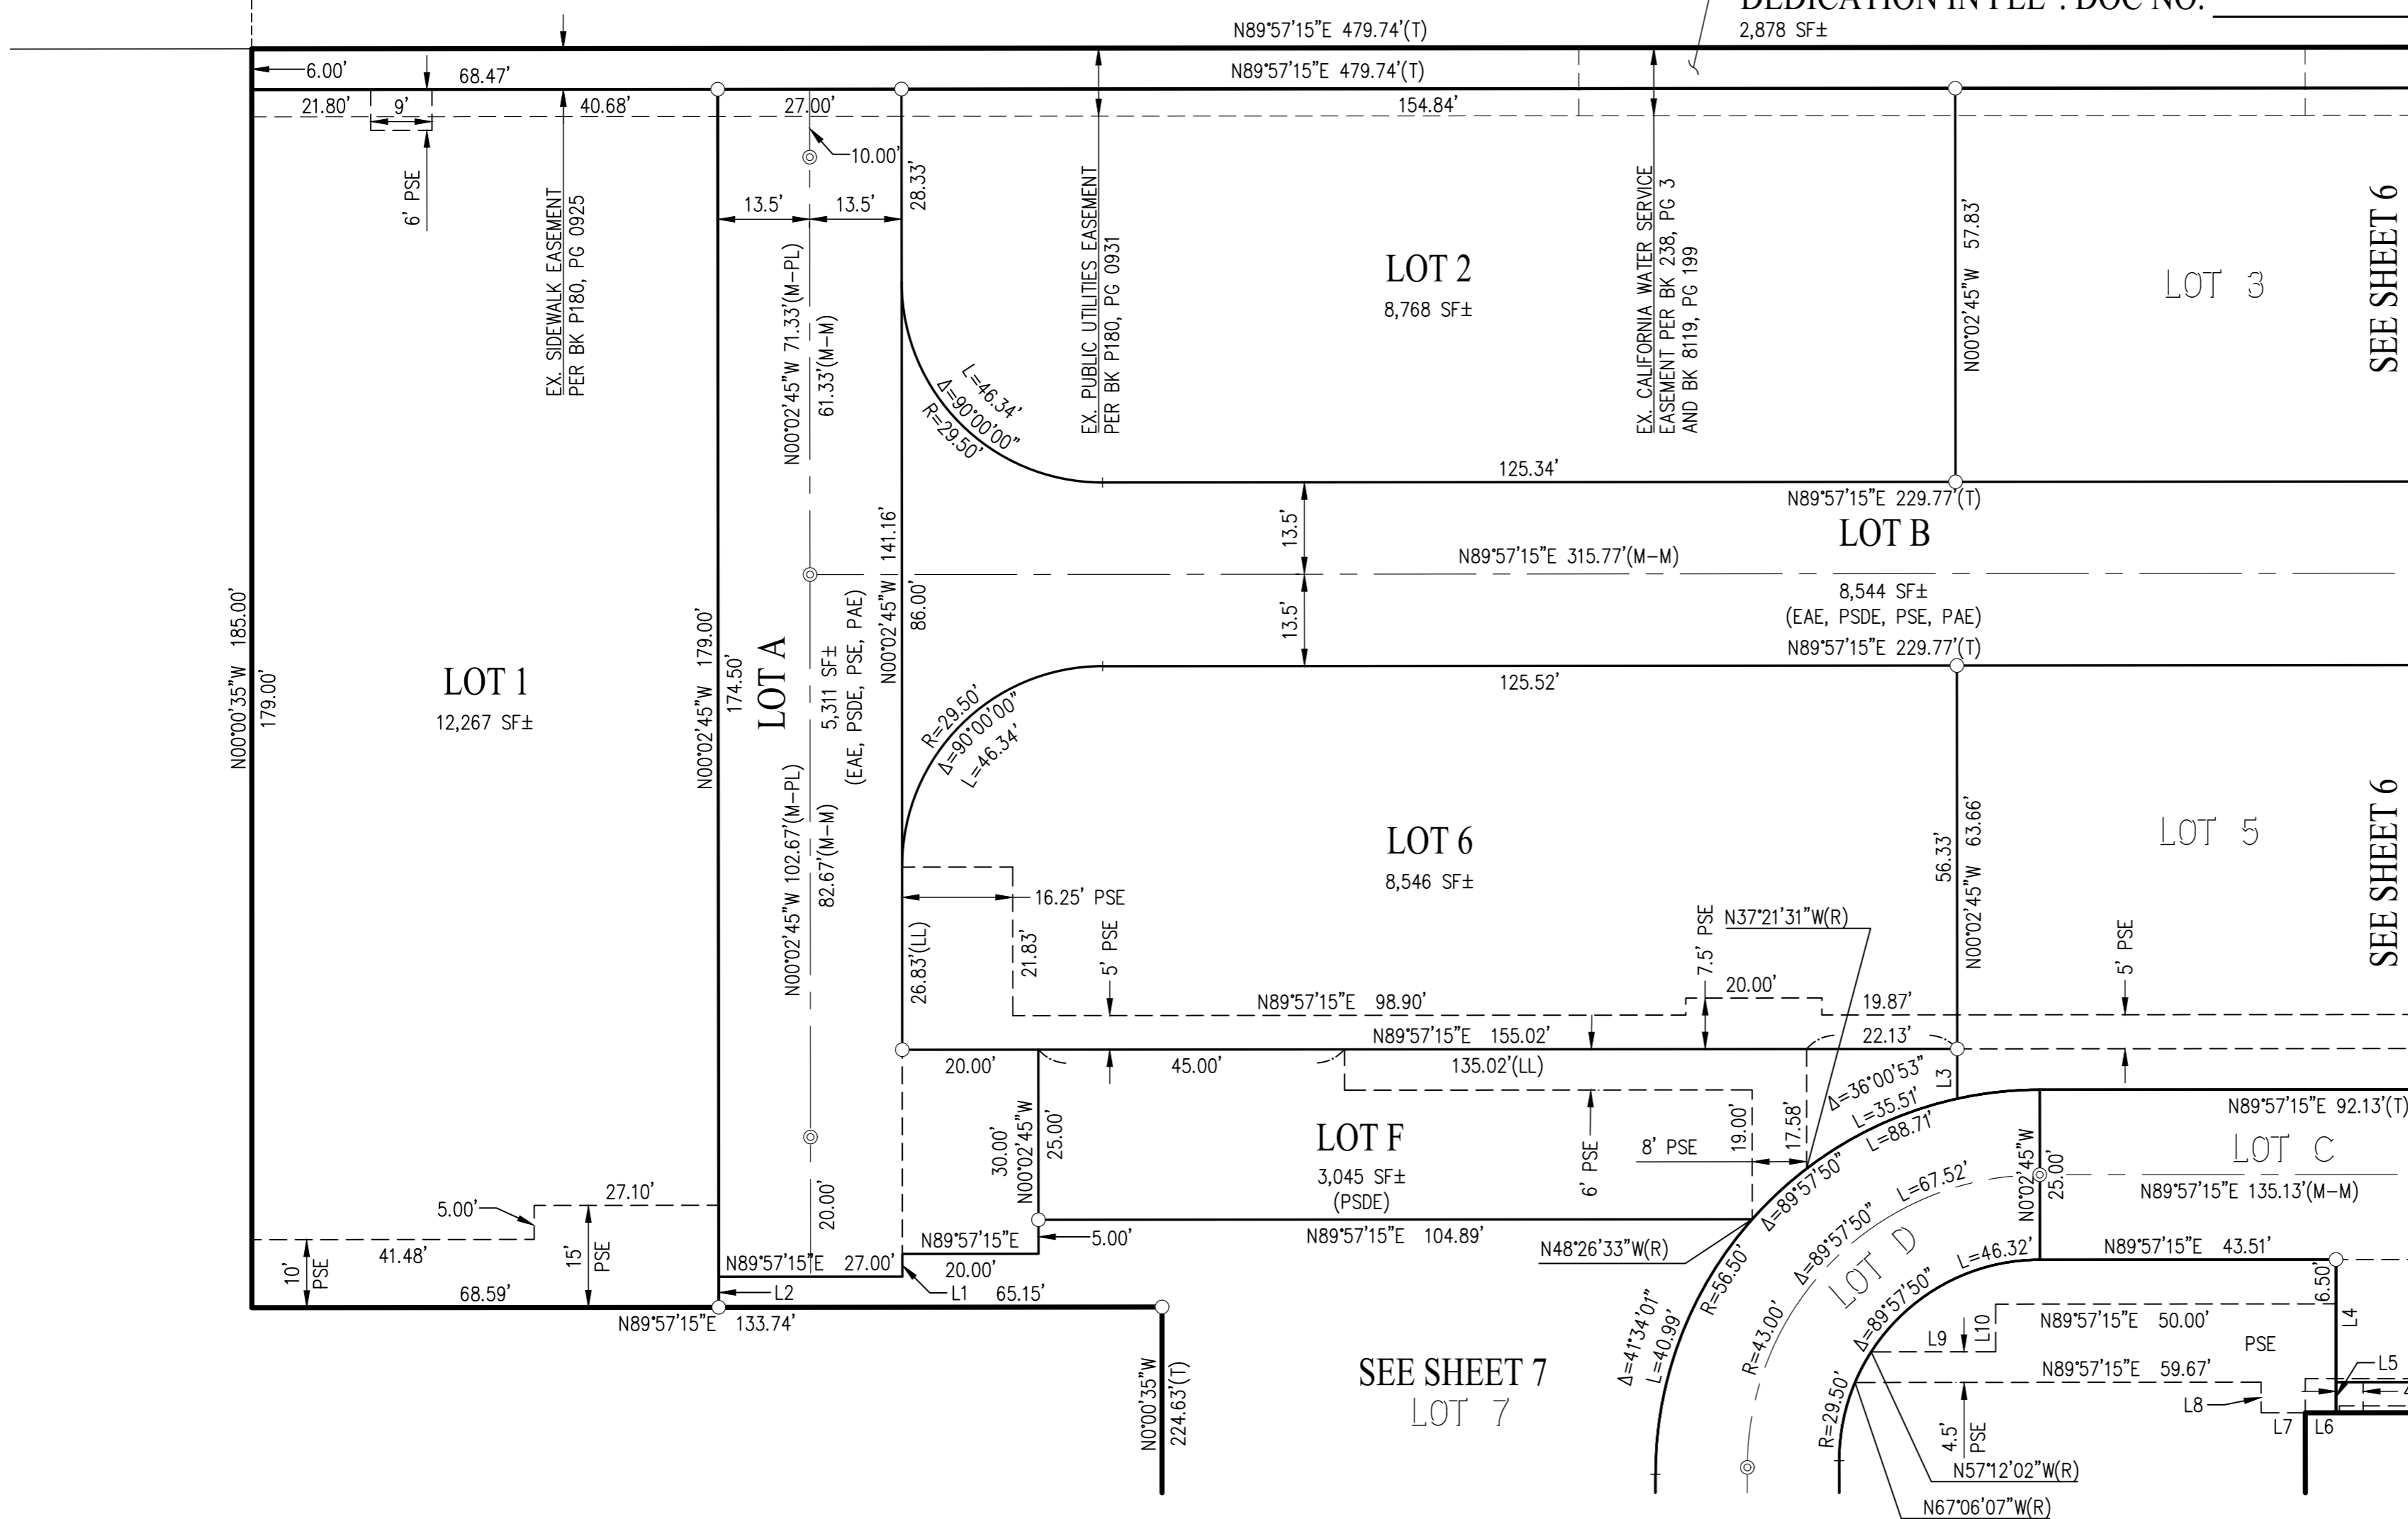 DEDICATION IN FEE". DOC NO.
2,878 SF±
N89°57'15"E 479.74'(T)
N89°57'15"E 479.74'(T)
6.00'
68.47'
21.80'
9'
40.68'
27.00'
154.84'
10.00'
6' PSE
EX. SIDEWALK EASEMENT
PER BK P180, PG 0925
13.5'
13.5'
28.33'
EX. PUBLIC UTILITIES EASEMENT
PER BK P180, PG 0931
LOT 2
8,768 SF±
EX. CALIFORNIA WATER SERVICE
EASEMENT PER BK 238, PG 3
AND BK 8119, PG 199
N00°02'45"W 57.83'
LOT 3
SEE SHEET 6
N00°02'45"W 71.33'(M-PL)
61.33'(M-M)
L=46.34'
Δ=90°00'00"
R=29.50'
125.34'
N89°57'15"E 229.77'(T)
LOT B
13.5'
N89°57'15"E 315.77'(M-M)
13.5'
8,544 SF±
(EAE, PSDE, PSE, PAE)
N89°57'15"E 229.77'(T)
N00°00'35"W 185.00'
179.00'
LOT 1
12,267 SF±
N00°02'45"W 179.00'
174.50'
LOT A
5,311 SF±
(EAE, PSDE, PSE, PAE)
N00°02'45"W 141.16'
86.00'
125.52'
R=29.50'
Δ=90°00'00"
L=46.34'
N00°02'45"W 102.67'(M-PL)
82.67'(M-M)
LOT 6
8,546 SF±
56.33'
N00°02'45"W 63.66'
LOT 5
SEE SHEET 6
16.25' PSE
26.83'(LL)
21.83'
5' PSE
7.5' PSE
N37°21'31"W(R)
5' PSE
N89°57'15"E 98.90'
20.00'
19.87'
N89°57'15"E 155.02'
22.13'
20.00'
45.00'
135.02'(LL)
L3
Δ=36°00'53"
L=35.51'
L=88.71'
Δ=89°57'50"
N89°57'15"E 92.13'(T)
30.00'
N00°02'45"W
25.00'
LOT F
3,045 SF±
(PSDE)
6' PSE
8' PSE
19.00'
17.58'
LOT C
N00°02'45"W
25.00'
N89°57'15"E 135.13'(M-M)
L=67.52'
Δ=89°57'50"
LOT D
5.00'
27.10'
20.00'
41.48'
10'
PSE
15'
PSE
N89°57'15"E
5.00'
N89°57'15"E 104.89'
N48°26'33"W(R)
L=46.32'
N89°57'15"E 43.51'
N89°57'15"E 27.00'
20.00'
68.59'
L2
L1
65.15'
N89°57'15"E 133.74'
R=56.50'
Δ=89°57'50"
6.50'
L4
L10
L9
N89°57'15"E 50.00'
PSE
N89°57'15"E 59.67'
L5
N0°00'35"W
224.63'(T)
SEE SHEET 7
LOT 7
Δ=41°34'01"
L=40.99'
R=43.00'
R=29.50'
4.5'
PSE
L8
L7
L6
N57°12'02"W(R)
N67°06'07"W(R)